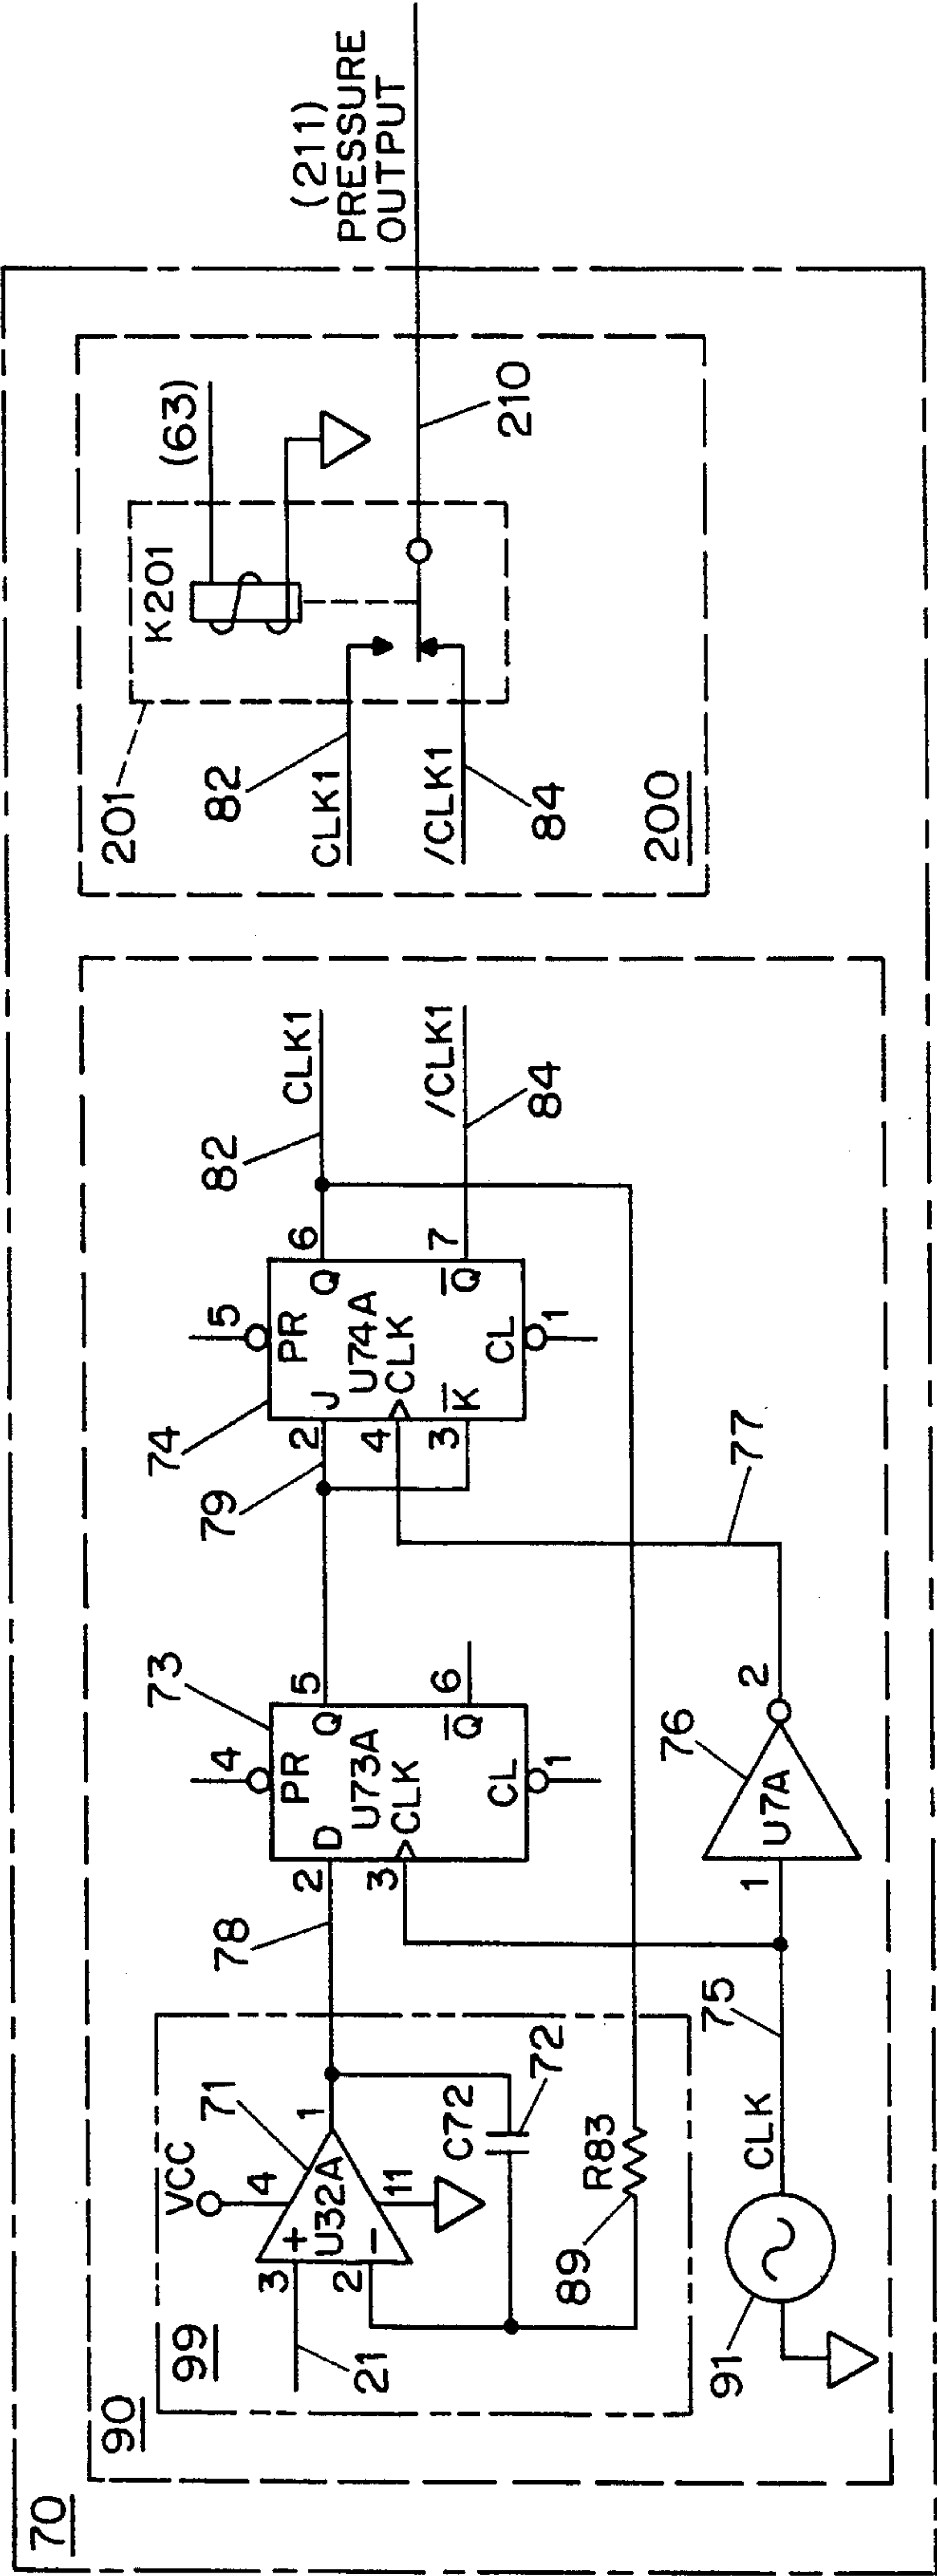 70
90
99
21
3
2
+
-
U32A
VCC
4
71
1
11
C72
72
R83
89
91
CLK
75
78
2
3
D
PR
U73A
CLK
CL
Q
Q̅
4
5
6
1
73
1
U7A
76
2
77
79
74
2
4
3
J
K̅
PR
U74A
CLK
CL
Q
Q̅
5
6
7
1
82
CLK1
/CLK1
84
201
K201
(63)
82
CLK1
/CLK1
84
200
210
(211)
PRESSURE
OUTPUT